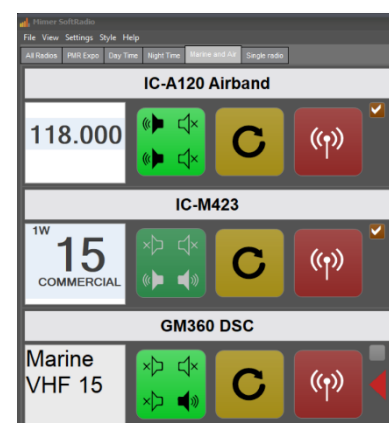 Mimer SoftRadio
File View Settings Style Help
All Radios PMR Expo Day Time Night Time Marine and Air Single radio
IC-A120 Airband
118.000
IC-M423
1W
15
COMMERCIAL
GM360 DSC
Marine
VHF 15